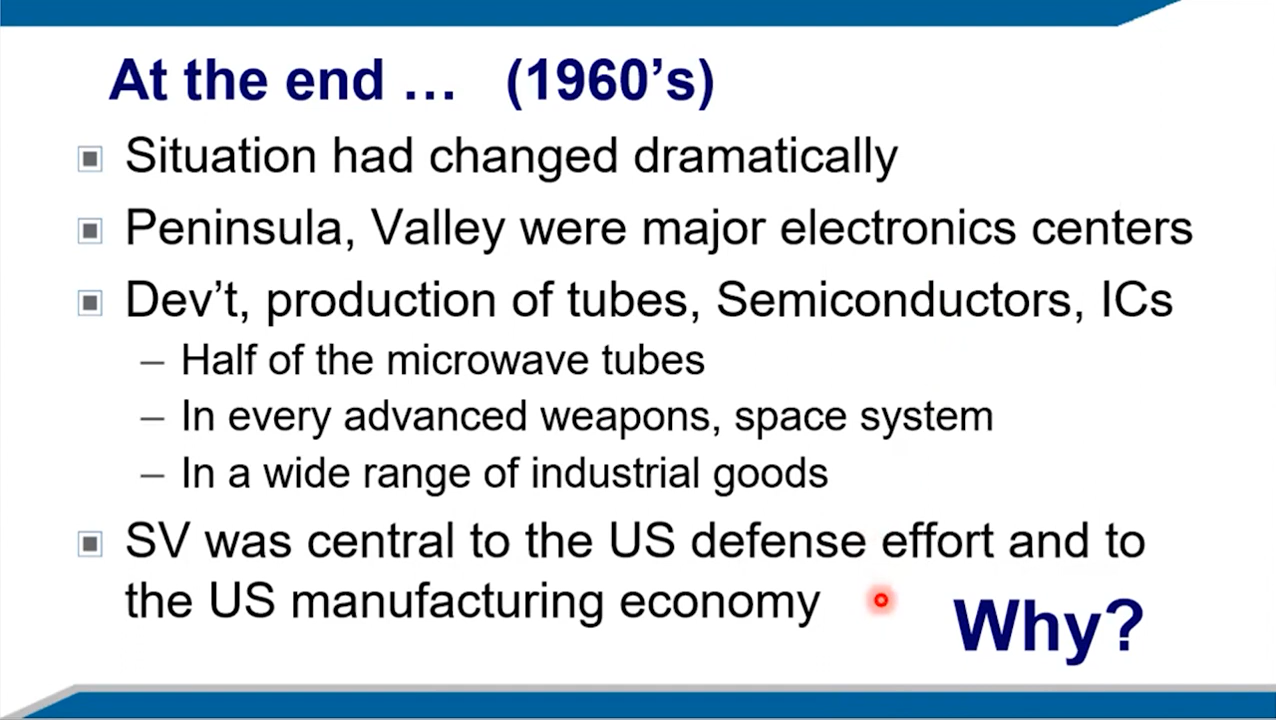 At the end … (1960’s)
Situation had changed dramatically
Peninsula, Valley were major electronics centers
Dev’t, production of tubes, Semiconductors, ICs
– Half of the microwave tubes
– In every advanced weapons, space system
– In a wide range of industrial goods
SV was central to the US defense effort and to
the US manufacturing economy
Why?